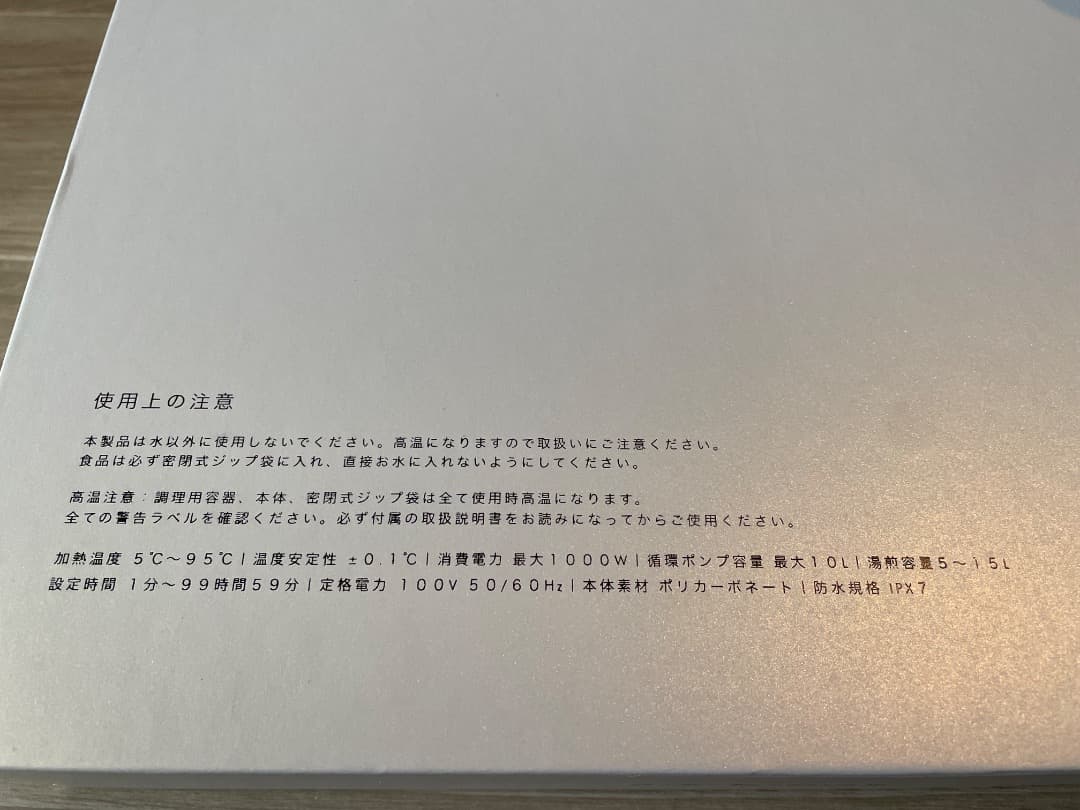 使用上の注意
本製品は水以外に使用しないでください。高温になりますので取扱いにご注意ください。
食品は必ず密閉式ジップ袋に入れ、直接お水に入れないようにしてください。
高温注意：調理用容器、本体、密閉式ジップ袋は全て使用時高温になります。
全ての警告ラベルを確認ください。必ず付属の取扱説明書をお読みになってからご使用ください。
加熱温度 5℃〜95℃|温度安定性 ±0.1℃|消費電力 最大1000W|循環ポンプ容量 最大10L|湯煎容量5〜15L
設定時間 1分〜99時間59分|定格電力 100V 50/60Hz|本体素材 ポリカーボネート|防水規格 IPX7